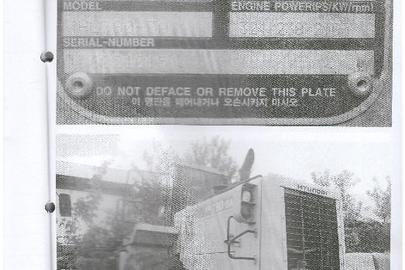 MODEL
ENGINE POWER(PS/KW/rpm)
SERIAL-NUMBER
DO NOT DEFACE OR REMOVE THIS PLATE
이 명판을 떼어내거나 오손시키지 마시오.
HYUNDAI